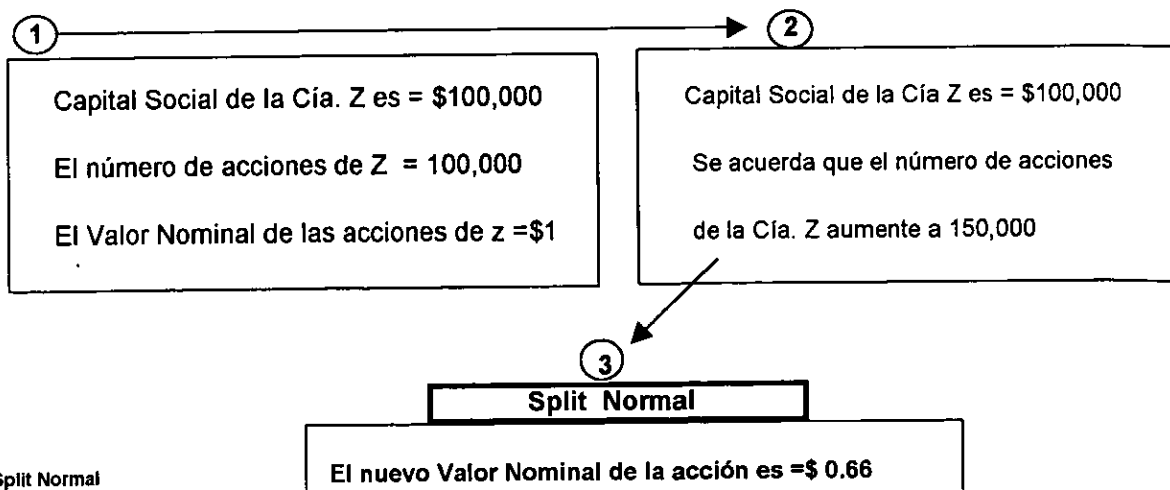 1
2
Capital Social de la Cía. Z es = $100,000
El número de acciones de Z = 100,000
El Valor Nominal de las acciones de z =$1
Capital Social de la Cía Z es = $100,000
Se acuerda que el número de acciones
de la Cía. Z aumente a 150,000
3
Split Normal
Split Normal
El nuevo Valor Nominal de la acción es =$ 0.66